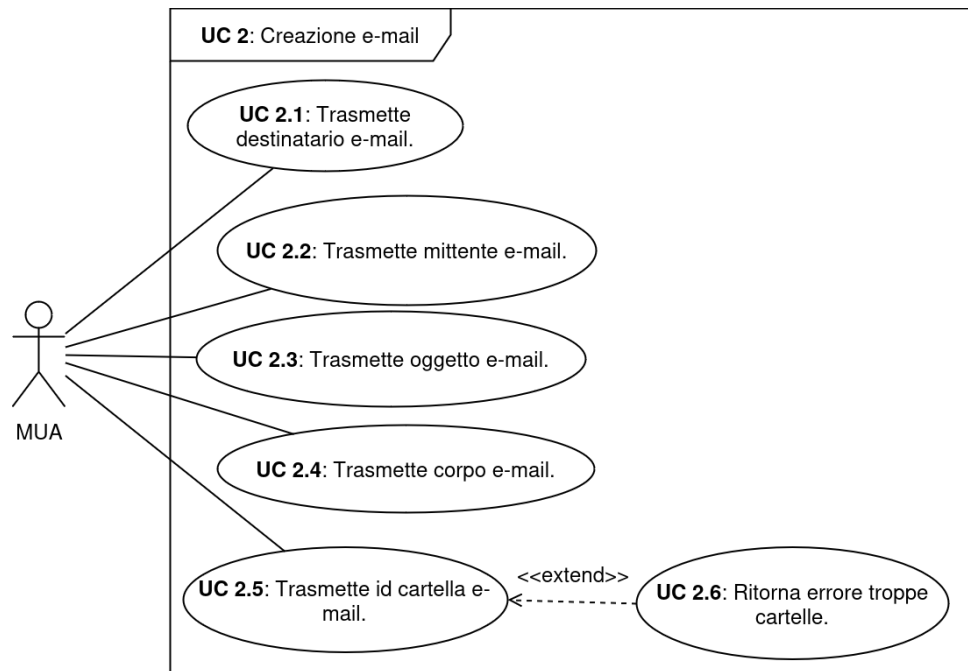 UC 2: Creazione e-mail
UC 2.1: Trasmette
destinatario e-mail.
UC 2.2: Trasmette mittente e-mail.
UC 2.3: Trasmette oggetto e-mail.
MUA
UC 2.4: Trasmette corpo e-mail.
UC 2.5: Trasmette id cartella e-
mail.
<<extend>>
UC 2.6: Ritorna errore troppe
cartelle.